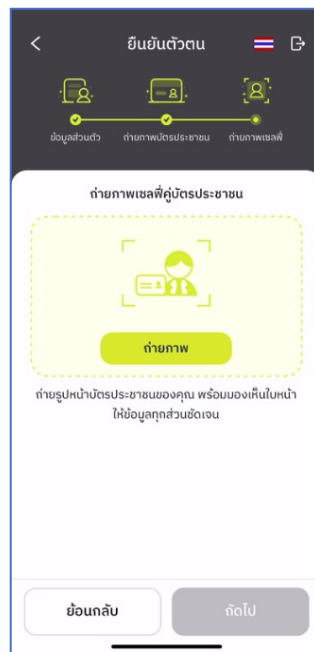 ยืนยันตัวตน
ข้อมูลส่วนตัว ถ่ายภาพบัตรประชาชน ถ่ายภาพเซลฟี่
ถ่ายภาพเซลฟี่คู่บัตรประชาชน
ถ่ายภาพ
ถ่ายรูปหน้าบัตรประชาชนของคุณ พร้อมมองเห็นใบหน้า
ให้ข้อมูลทุกส่วนชัดเจน
ย้อนกลับ ถัดไป